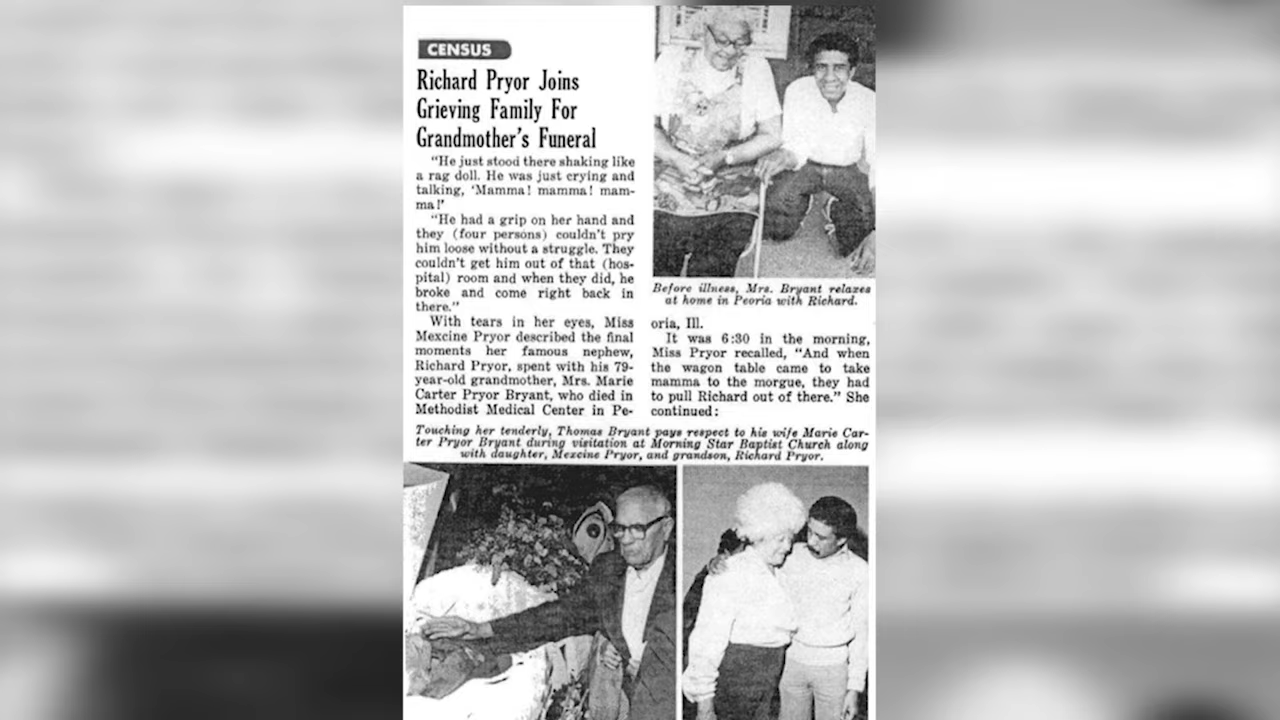 CENSUS
Richard Pryor Joins
Grieving Family For
Grandmother's Funeral
"He just stood there shaking like
a rag doll. He was just crying and
talking, 'Mamma! mamma! mam-
ma!'
"He had a grip on her hand and
they (four persons) couldn't pry
him loose without a struggle. They
couldn't get him out of that (hos-
pital) room and when they did, he
broke and come right back in
there."
With tears in her eyes, Miss
Mexcine Pryor described the final
moments her famous nephew,
Richard Pryor, spent with his 79-
year-old grandmother, Mrs. Marie
Carter Pryor Bryant, who died in
Methodist Medical Center in Pe-
Before illness, Mrs. Bryant relaxes
at home in Peoria with Richard.
oria, Ill.
It was 6:30 in the morning,
Miss Pryor recalled, "And when
the wagon table came to take
mamma to the morgue, they had
to pull Richard out of there." She
continued:
Touching her tenderly, Thomas Bryant pays respect to his wife Marie Car-
ter Pryor Bryant during visitation at Morning Star Baptist Church along
with daughter, Mexcine Pryor, and grandson, Richard Pryor.